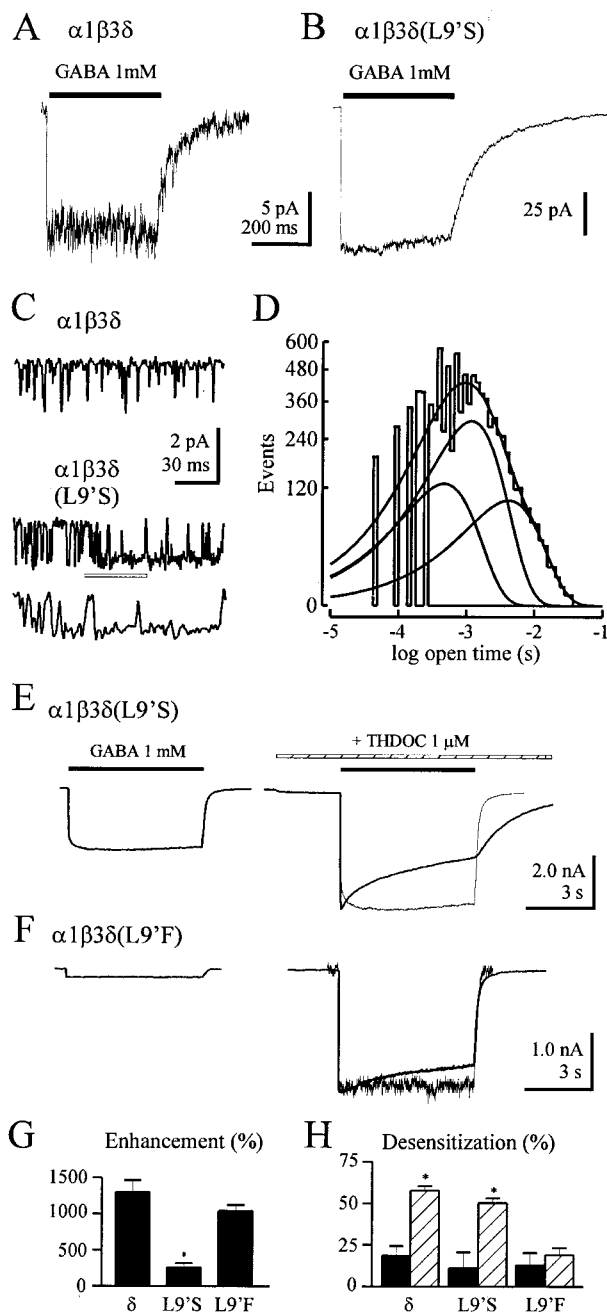 A α1β3δ
B α1β3δ(L9'S)
GABA 1mM
GABA 1mM
5 pA
200 ms
25 pA
C α1β3δ
2 pA
30 ms
α1β3δ
(L9'S)
D
600
480
360
240
120
0
Events
-5 -4 -3 -2 -1
log open time (s)
E α1β3δ(L9'S)
GABA 1 mM
+ THDOC 1 μM
2.0 nA
3 s
F α1β3δ(L9'F)
1.0 nA
3 s
G Enhancement (%)
1500
1000
500
0
*
δ L9'S L9'F
H Desensitization (%)
75
50
25
0
* *
δ L9'S L9'F